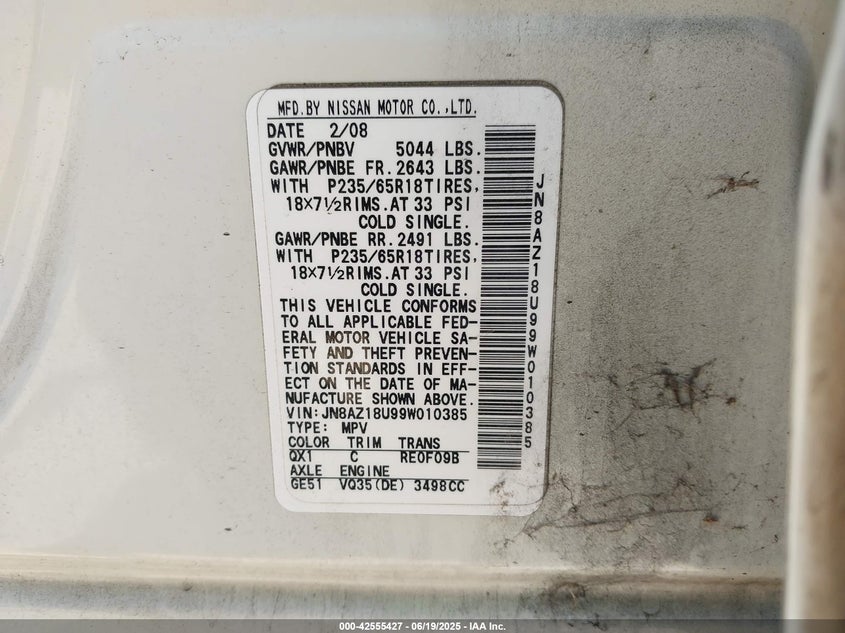 MFD.BY NISSAN MOTOR CO.,LTD.
DATE 2/08
GVWR/PNBV 5044 LBS.
GAWR/PNBE FR.2643 LBS.
WITH P235/65R18TIRES,
18X7½RIMS.AT 33 PSI
COLD SINGLE.
GAWR/PNBE RR.2491 LBS.
WITH P235/65R18TIRES,
18X7½RIMS.AT 33 PSI
COLD SINGLE.
THIS VEHICLE CONFORMS
TO ALL APPLICABLE FED-
ERAL MOTOR VEHICLE SA-
FETY AND THEFT PREVEN-
TION STANDARDS IN EFF-
ECT ON THE DATE OF MA-
NUFACTURE SHOWN ABOVE.
VIN:JN8AZ18U99W010385
TYPE: MPV
COLOR TRIM TRANS
QX1 C RE0F09B
AXLE ENGINE
GE51 VQ35(DE) 3498CC
JN8AZ18U99W010385
000-42555427 - 06/19/2025 - IAA Inc.